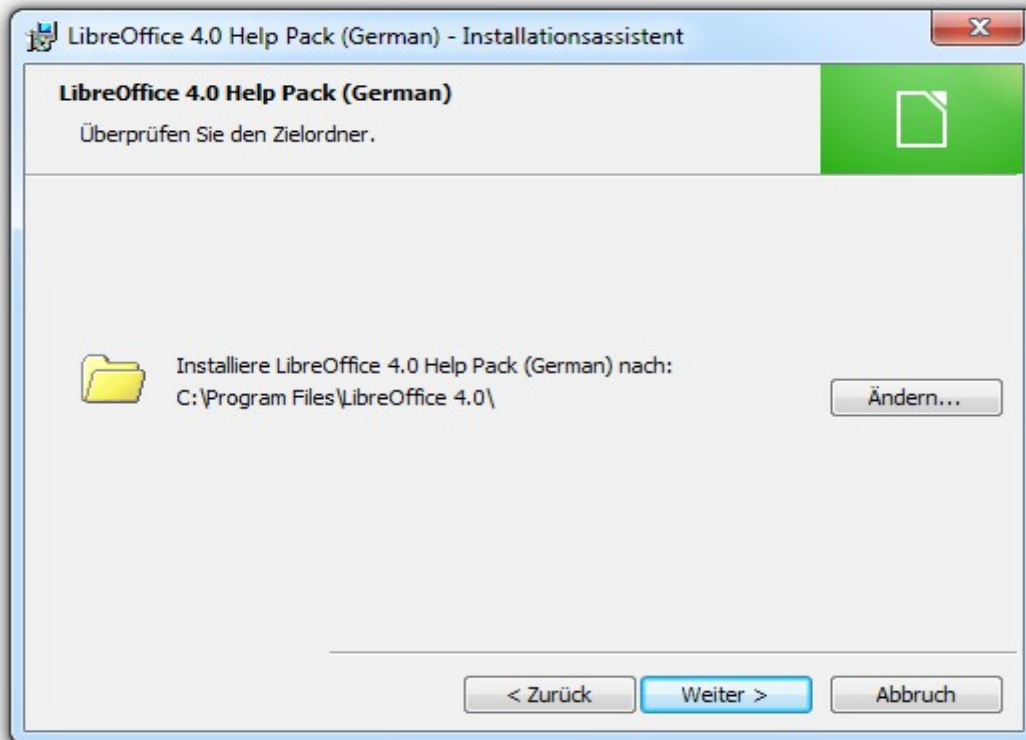 LibreOffice 4.0 Help Pack (German) - Installationsassistent
LibreOffice 4.0 Help Pack (German)
Überprüfen Sie den Zielordner.
Installiere LibreOffice 4.0 Help Pack (German) nach:
C:\Program Files\LibreOffice 4.0\
Ändern...
< Zurück
Weiter >
Abbruch